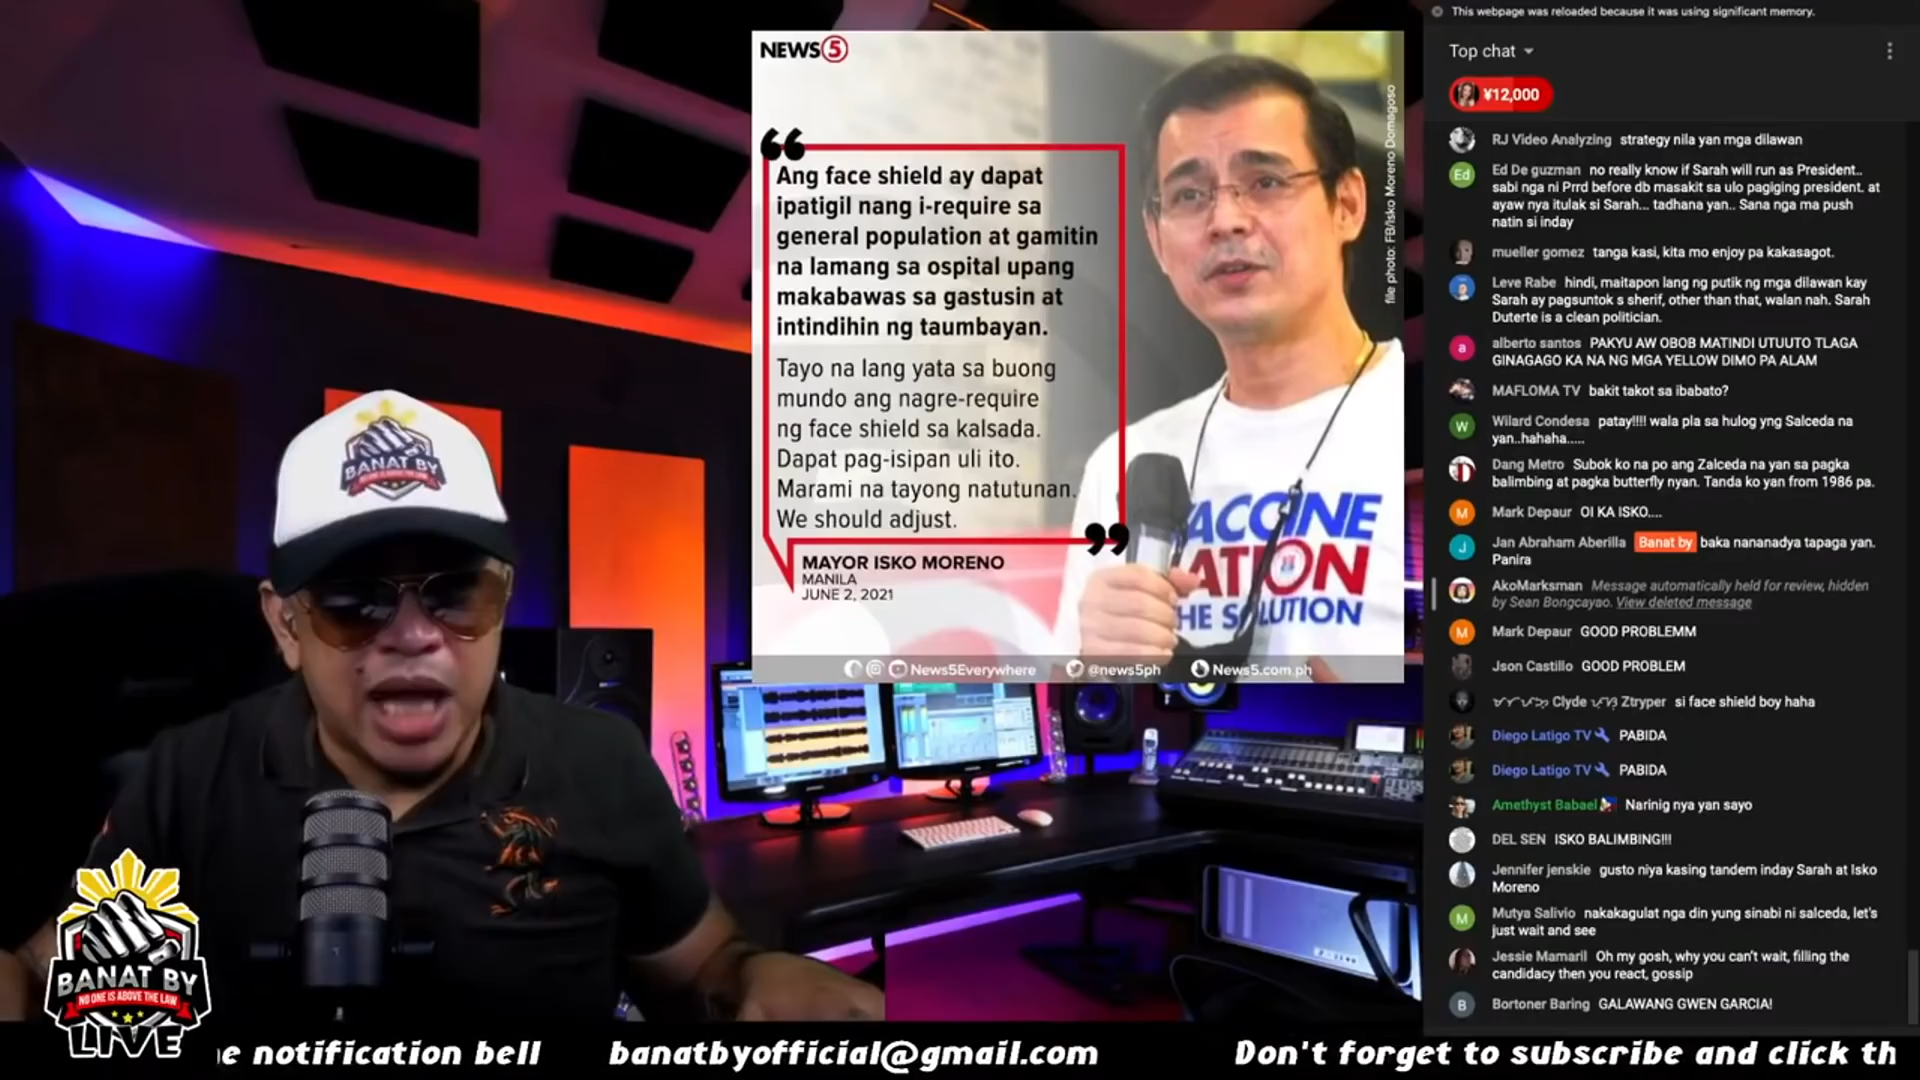 NEWS5
“
Ang face shield ay dapat
ipatigil nang i-require sa
general population at gamitin
na lamang sa ospital upang
makabawas sa gastusin at
intindihin ng taumbayan.
Tayo na lang yata sa buong
mundo ang nagre-require
ng face shield sa kalsada.
Dapat pag-isipan uli ito.
Marami na tayong natutunan.
We should adjust.
”
MAYOR ISKO MORENO
MANILA
JUNE 2, 2021
file photo: FB/Isko Moreno Domagoso
VACCINE
NATION
THE SOLUTION
News5Everywhere @news5ph News5.com.ph
BANAT BY
BANAT BY
NO ONE IS ABOVE THE LAW
LIVE
e notification bell banatbyofficial@gmail.com Don't forget to subscribe and click th
This webpage was reloaded because it was using significant memory.
Top chat
¥12,000
RJ Video Analyzing strategy nila yan mga dilawan
Ed De guzman no really know if Sarah will run as President..
sabi nga ni Prrd before db masakit sa ulo pagiging president. at
ayaw nya itulak si Sarah... tadhana yan.. Sana nga ma push
natin si inday
mueller gomez tanga kasi, kita mo enjoy pa kakasagot.
Leve Rabe hindi, maitapon lang ng putik ng mga dilawan kay
Sarah ay pagsuntok s sherif, other than that, walan nah. Sarah
Duterte is a clean politician.
alberto santos PAKYU AW OBOB MATINDI UTUUTO TLAGA
GINAGAGO KA NA NG MGA YELLOW DIMO PA ALAM
MAFLOMA TV bakit takot sa ibabato?
Wilard Condesa patay!!!! wala pla sa hulog yng Salceda na
yan..hahaha.....
Dang Metro Subok ko na po ang Zalceda na yan sa pagka
balimbing at pagka butterfly nyan. Tanda ko yan from 1986 pa.
Mark Depaur OI KA ISKO....
Jan Abraham Aberilla Banat by baka nananadya tapaga yan.
Panira
AkoMarksman Message automatically held for review, hidden
by Sean Bongcayao. View deleted message
Mark Depaur GOOD PROBLEMM
Json Castillo GOOD PROBLEM
Clyde Ztryper si face shield boy haha
Diego Latigo TV PABIDA
Diego Latigo TV PABIDA
Amethyst Babael Narinig nya yan sayo
DEL SEN ISKO BALIMBING!!!
Jennifer jenskie gusto niya kasing tandem inday Sarah at Isko
Moreno
Mutya Salivio nakakagulat nga din yung sinabi ni salceda, let's
just wait and see
Jessie Mamaril Oh my gosh, why you can't wait, filling the
candidacy then you react, gossip
Bortoner Baring GALAWANG GWEN GARCIA!